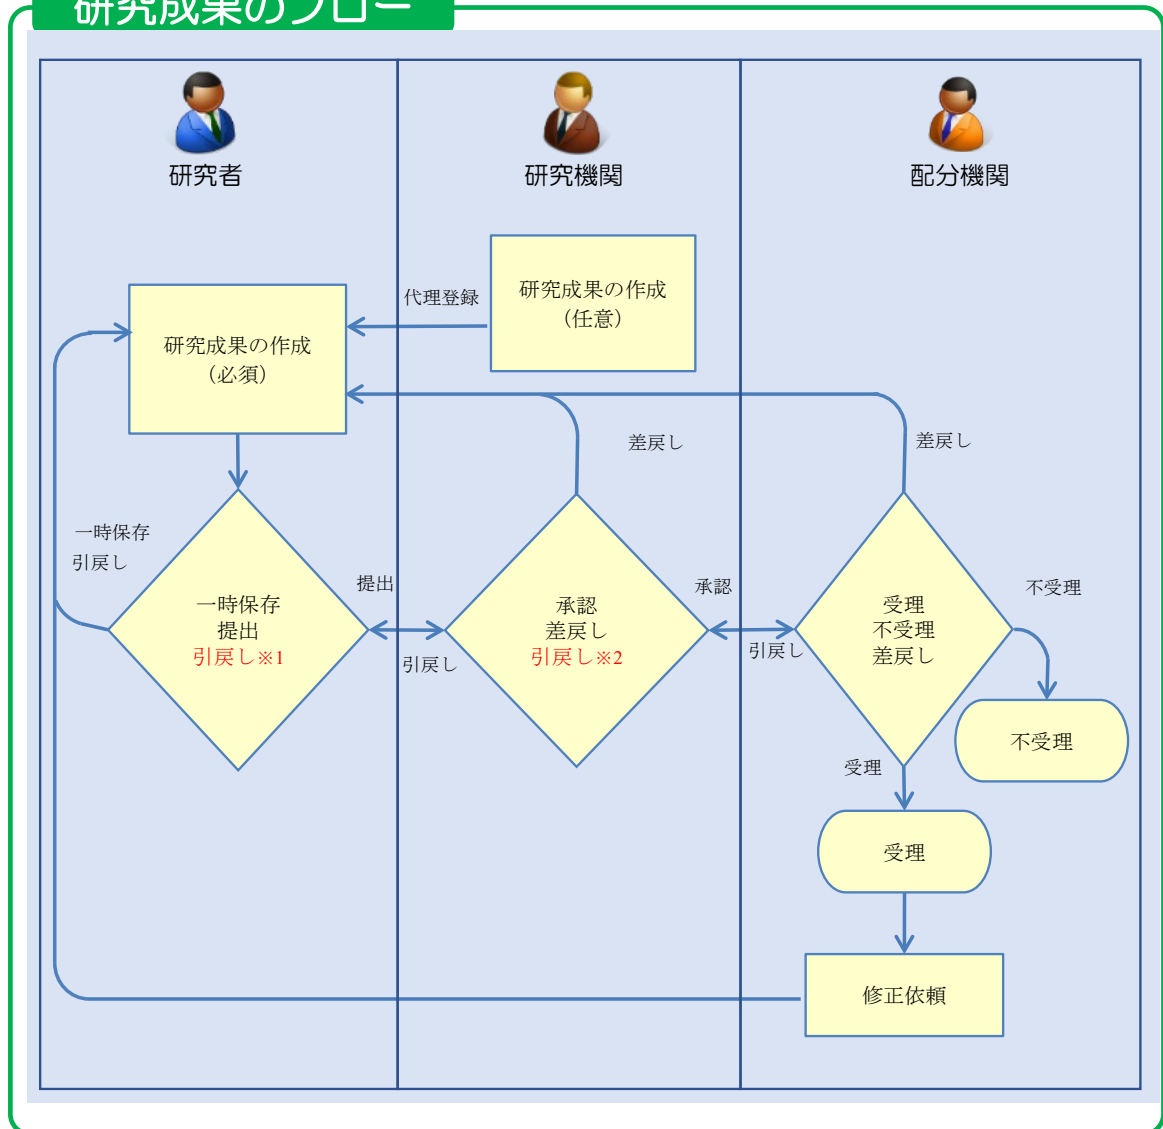 研究成果のフロー
研究者
研究機関
配分機関
研究成果の作成
（任意）
代理登録
研究成果の作成
（必須）
差戻し
差戻し
一時保存
引戻し
一時保存
提出
引戻し※1
提出
引戻し
承認
差戻し
引戻し※2
承認
引戻し
受理
不受理
差戻し
不受理
不受理
受理
受理
修正依頼